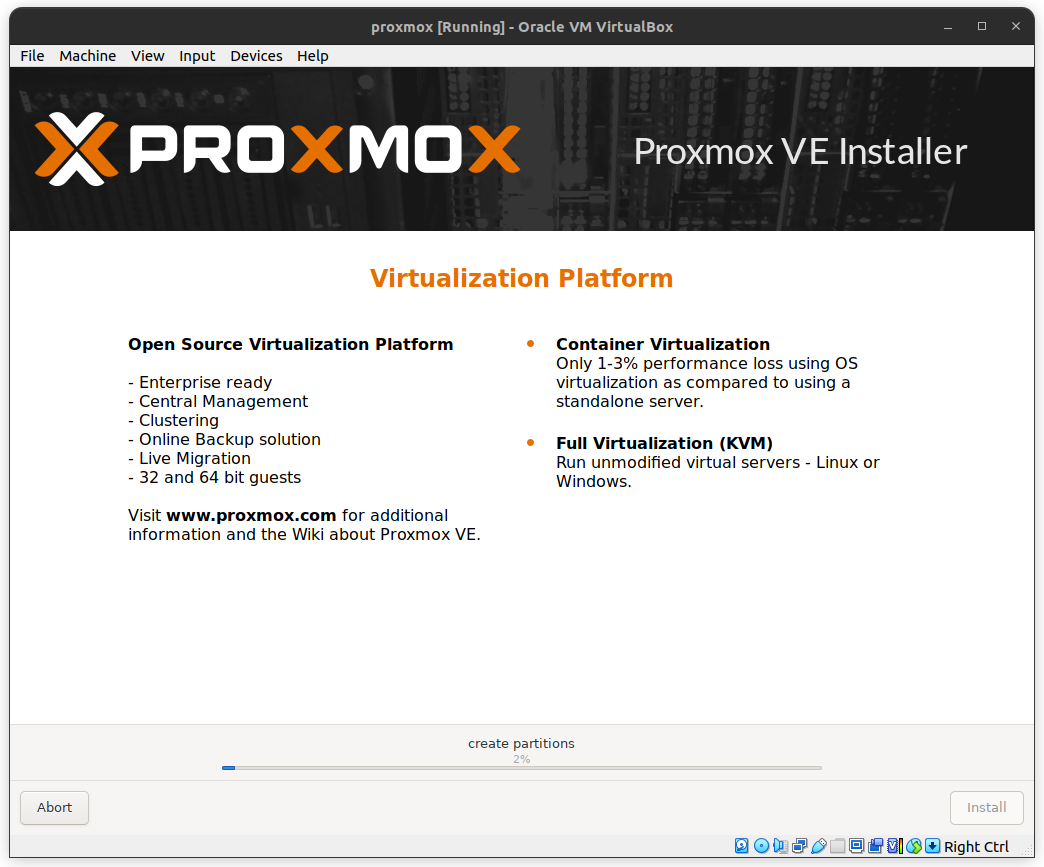 proxmox [Running] - Oracle VM VirtualBox
File Machine View Input Devices Help
PROXMOX
Proxmox VE Installer
Virtualization Platform
Open Source Virtualization Platform
- Enterprise ready
- Central Management
- Clustering
- Online Backup solution
- Live Migration
- 32 and 64 bit guests
Visit www.proxmox.com for additional
information and the Wiki about Proxmox VE.
Container Virtualization
Only 1-3% performance loss using OS
virtualization as compared to using a
standalone server.
Full Virtualization (KVM)
Run unmodified virtual servers - Linux or
Windows.
create partitions
2%
Abort
Install
Right Ctrl